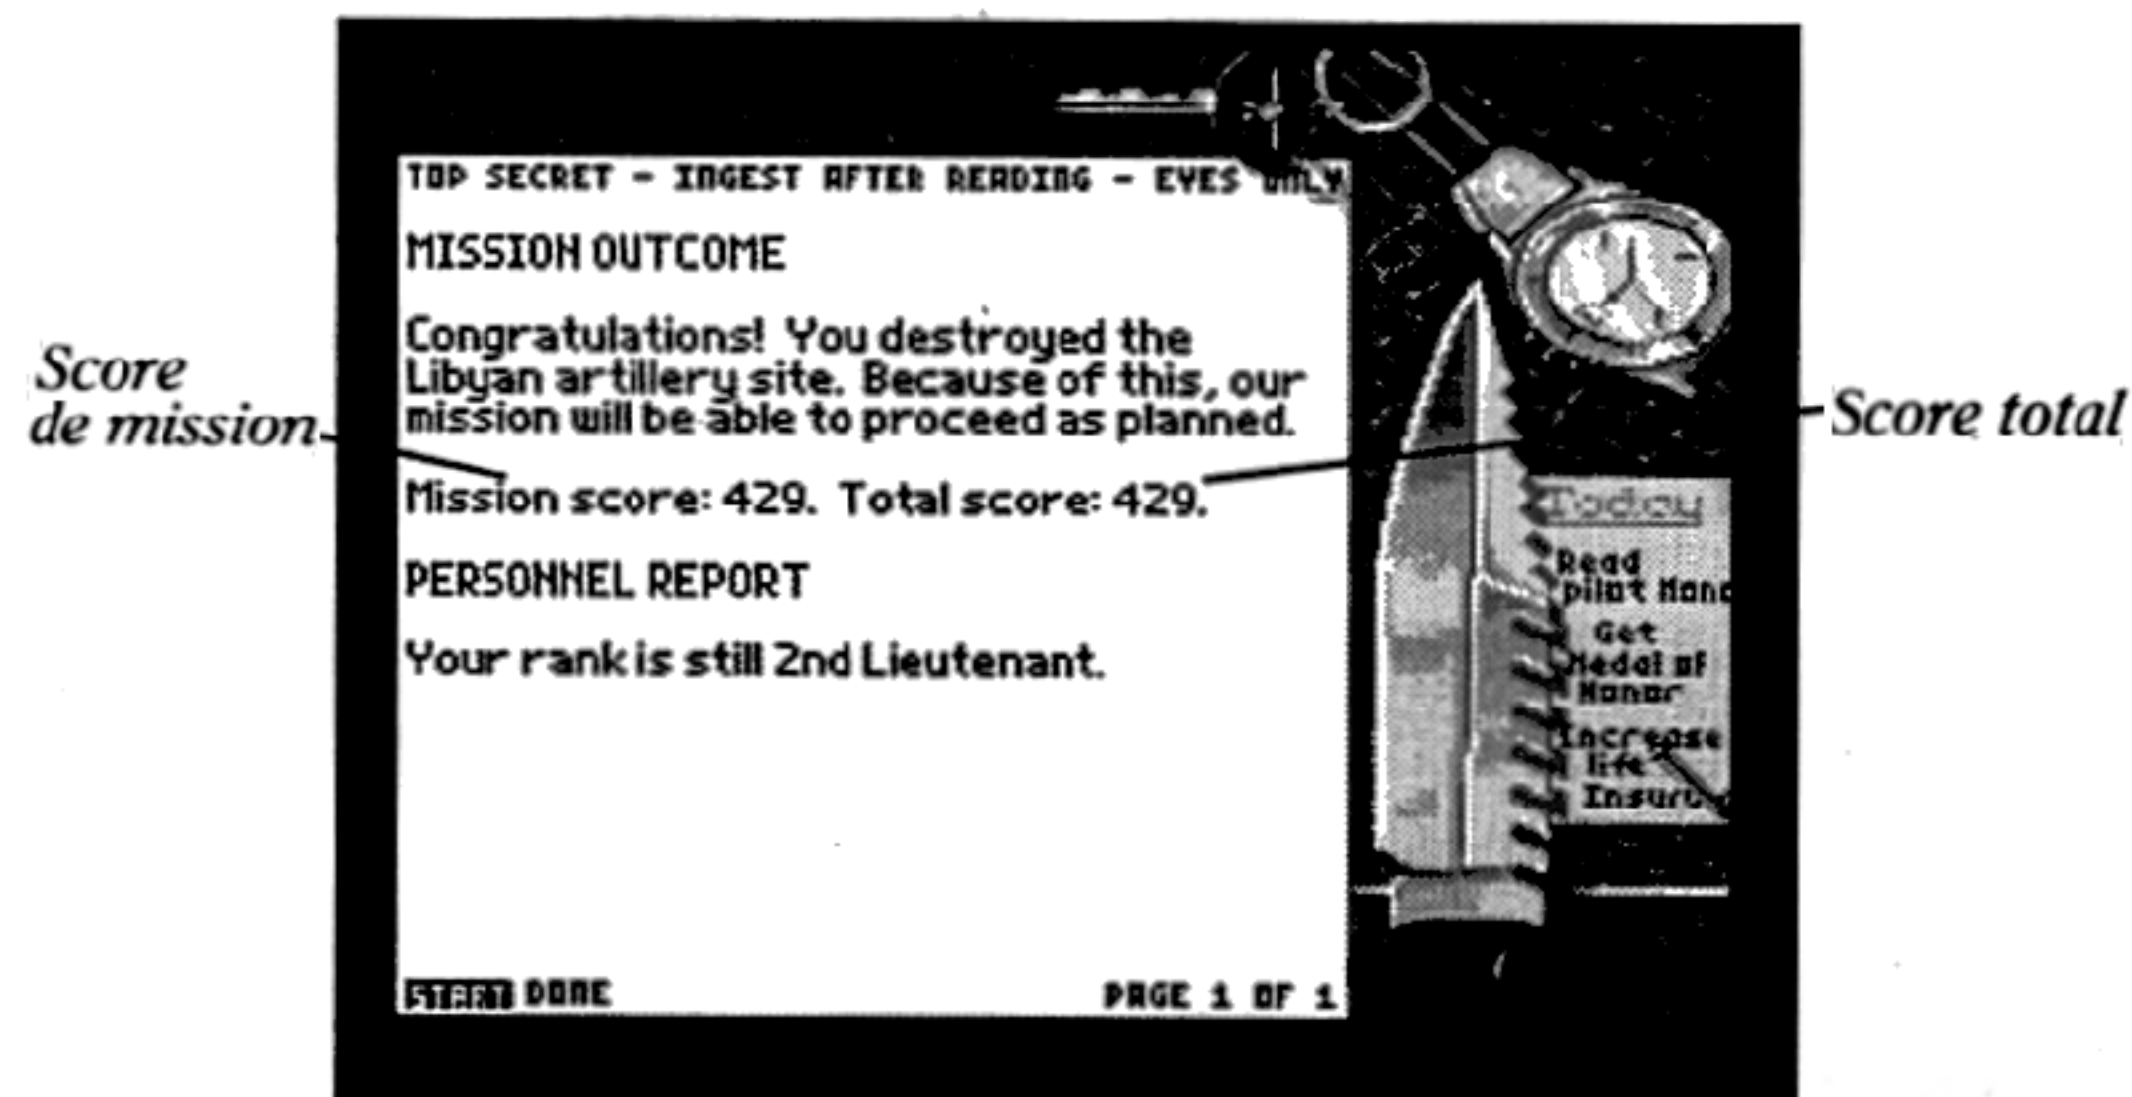 TOP SECRET - INGEST AFTER READING - EYES ONLY
MISSION OUTCOME
Congratulations! You destroyed the
Libyan artillery site. Because of this, our
mission will be able to proceed as planned.
Mission score: 429. Total score: 429.
PERSONNEL REPORT
Your rank is still 2nd Lieutenant.
START DONE
PAGE 1 OF 1
Score
de mission
Score total
Today
Read
pilot
Get
Medal of
Honor
Increase
life